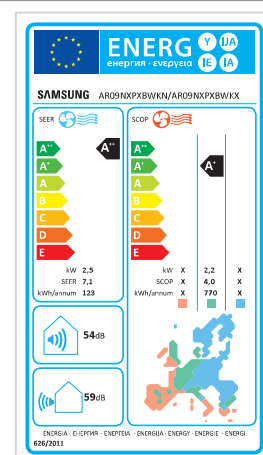 ENERG Y IJA
енергия · ενεργεια IE IA
SAMSUNG AR09NXPXBWKN/AR09NXPXBWKX
SEER SCOP
A++ A++ A++
A+ A+ A+
A A
B B
C C
D D
E E
kW 2,5 kW X 2,2 X
SEER 7,1 SCOP X 4,0 X
kWh/annum 123 kWh/annum X 770 X
54dB
59dB
ENERGIA · ЕНЕРГИЯ · ΕΝΕΡΓΕΙΑ · ENERGIJA · ENERGY · ENERGIE · ENERGI
626/2011